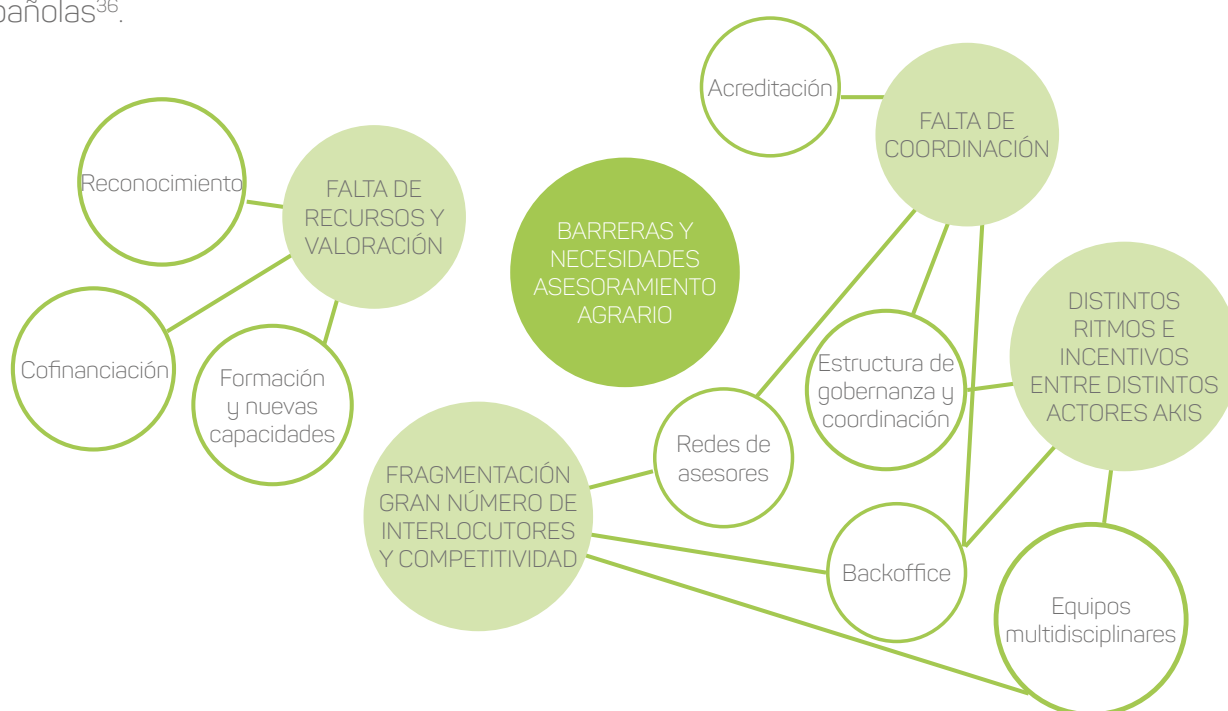 pañolas³⁶.
Acreditación
FALTA DE
COORDINACIÓN
Reconocimiento
FALTA DE
RECURSOS Y
VALORACIÓN
BARRERAS Y
NECESIDADES
ASESORAMIENTO
AGRARIO
DISTINTOS
RITMOS E
INCENTIVOS
ENTRE DISTINTOS
ACTORES AKIS
Cofinanciación
Formación
y nuevas
capacidades
Estructura de
gobernanza y
coordinación
Redes de
asesores
FRAGMENTACIÓN
GRAN NÚMERO DE
INTERLOCUTORES
Y COMPETITIVIDAD
Backoffice
Equipos
multidisciplinares